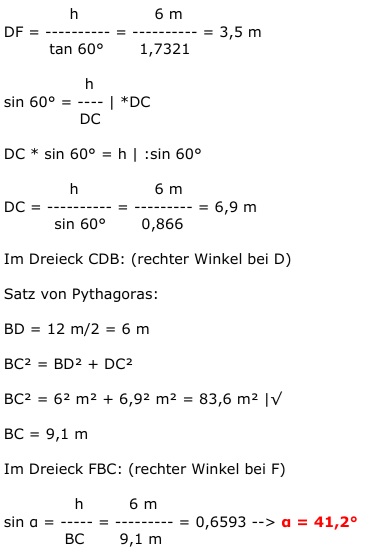 h 6 m
DF = ---------- = ---------- = 3,5 m
tan 60° 1,7321
h
sin 60° = ---- | *DC
DC
DC * sin 60° = h | :sin 60°
h 6 m
DC = ---------- = --------- = 6,9 m
sin 60° 0,866
Im Dreieck CDB: (rechter Winkel bei D)
Satz von Pythagoras:
BD = 12 m/2 = 6 m
BC² = BD² + DC²
BC² = 6² m² + 6,9² m² = 83,6 m² |√
BC = 9,1 m
Im Dreieck FBC: (rechter Winkel bei F)
h 6 m
sin α = ----- = --------- = 0,6593 --> α = 41,2°
BC 9,1 m